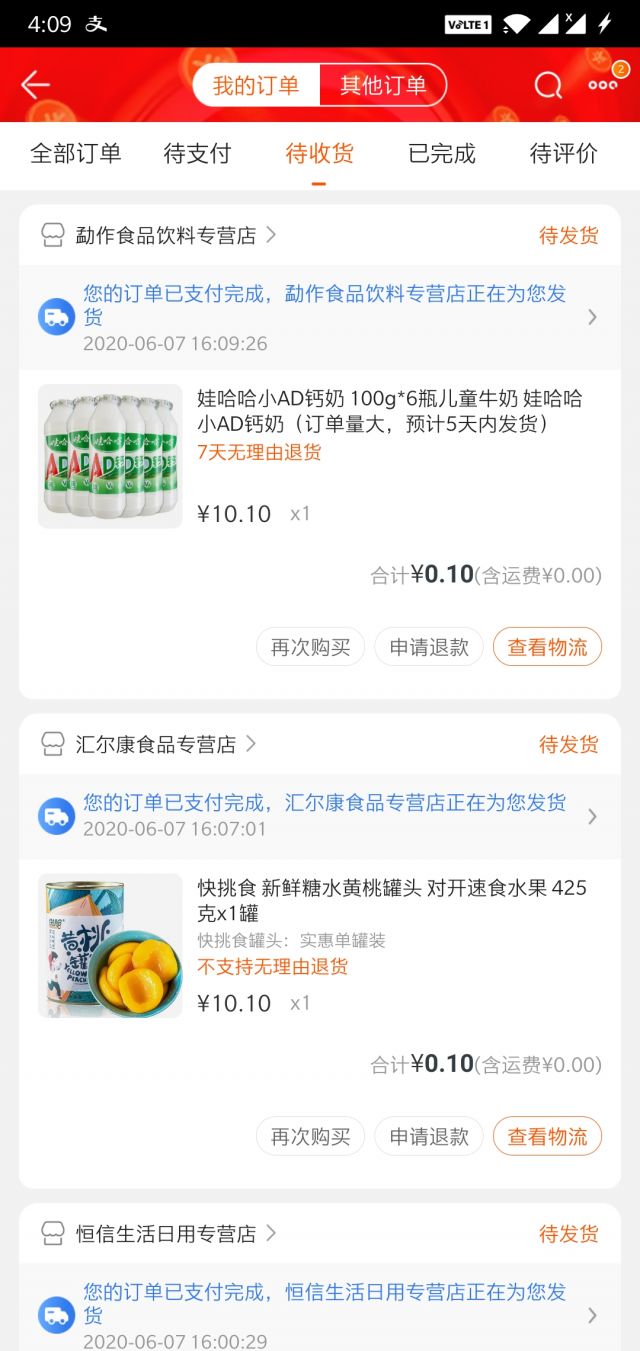 4:09
VoLTE 1
我的订单 其他订单
2
全部订单 待支付 待收货 已完成 待评价
勐作食品饮料专营店
待发货
您的订单已支付完成，勐作食品饮料专营店正在为您发
货
2020-06-07 16:09:26
娃哈哈小AD钙奶 100g*6瓶儿童牛奶 娃哈哈
小AD钙奶（订单量大，预计5天内发货）
7天无理由退货
¥10.10 x1
合计¥0.10(含运费¥0.00)
再次购买 申请退款 查看物流
汇尔康食品专营店
待发货
您的订单已支付完成，汇尔康食品专营店正在为您发货
2020-06-07 16:07:01
快挑食 新鲜糖水黄桃罐头 对开速食水果 425
克x1罐
快挑食罐头：实惠单罐装
不支持无理由退货
¥10.10 x1
合计¥0.10(含运费¥0.00)
再次购买 申请退款 查看物流
恒信生活日用专营店
待发货
您的订单已支付完成，恒信生活日用专营店正在为您发
货
2020-06-07 16:00:29